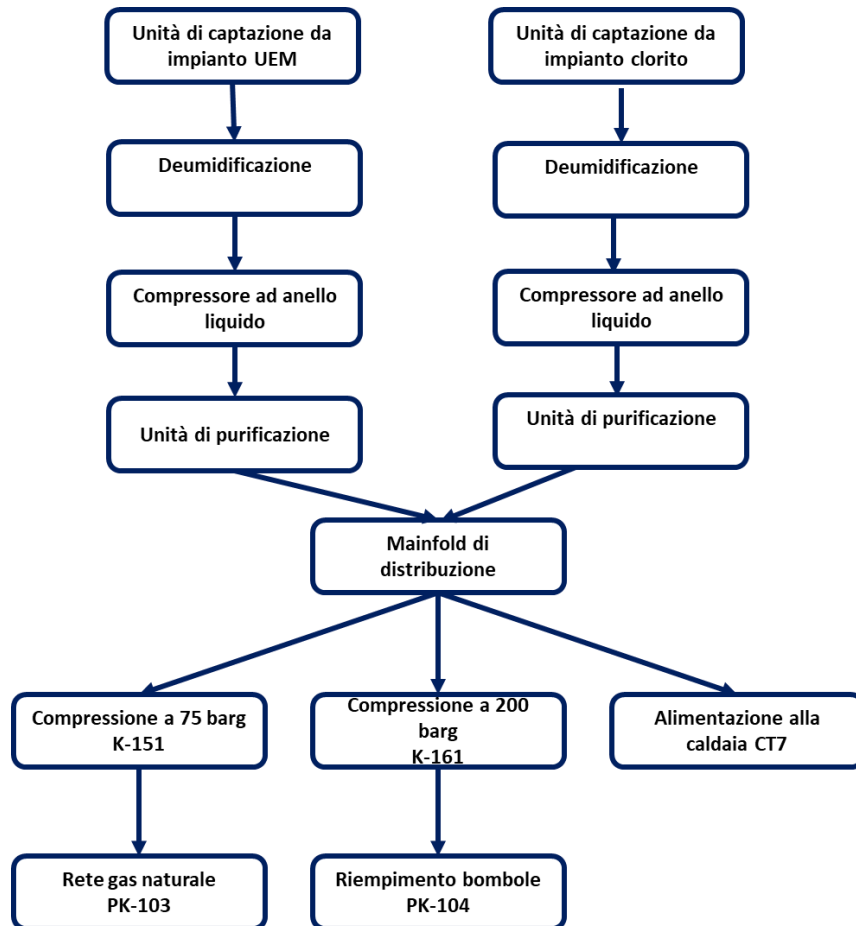 Unità di captazione da
impianto UEM
Unità di captazione da
impianto clorito
Deumidificazione
Deumidificazione
Compressore ad anello
liquido
Compressore ad anello
liquido
Unità di purificazione
Unità di purificazione
Mainfold di
distribuzione
Compressione a 75 barg
K-151
Compressione a 200
barg
K-161
Alimentazione alla
caldaia CT7
Rete gas naturale
PK-103
Riempimento bombole
PK-104